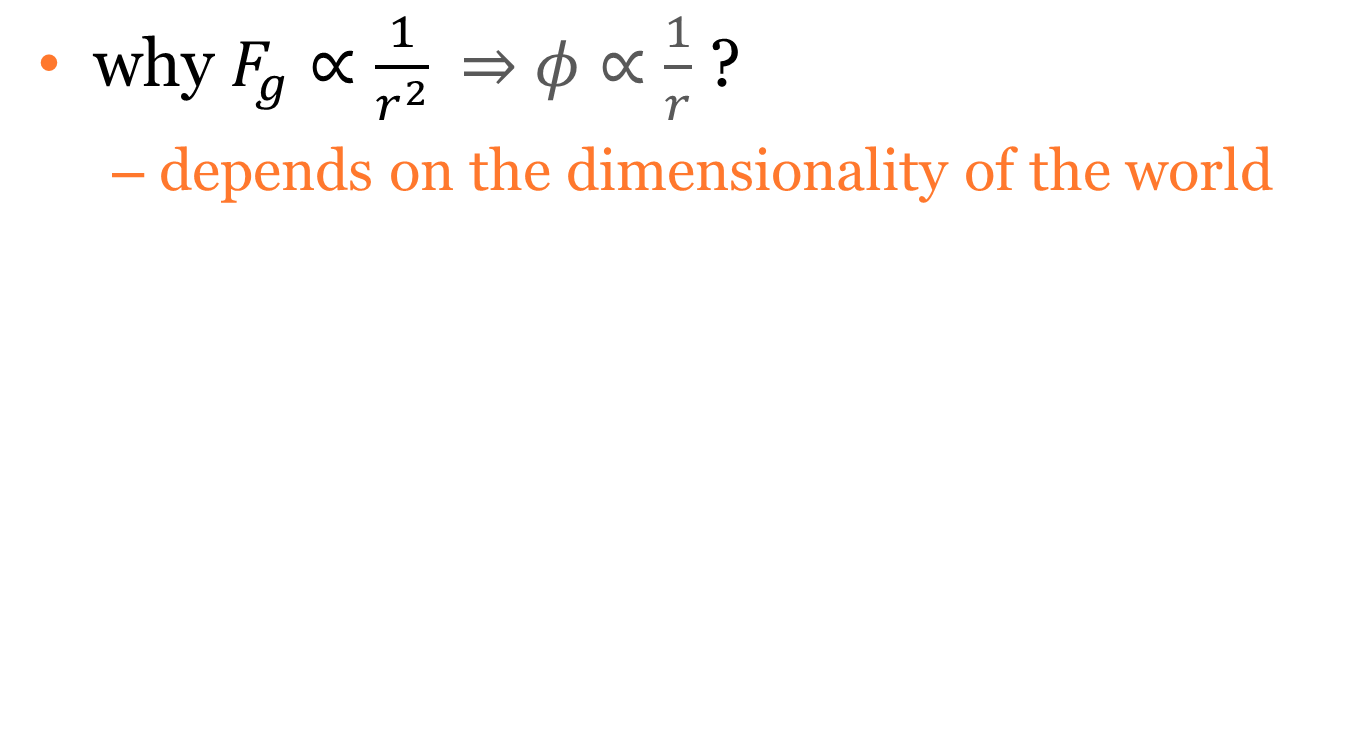 • why F_g ∝ 1/r² ⇒ ϕ ∝ 1/r ?
– depends on the dimensionality of the world